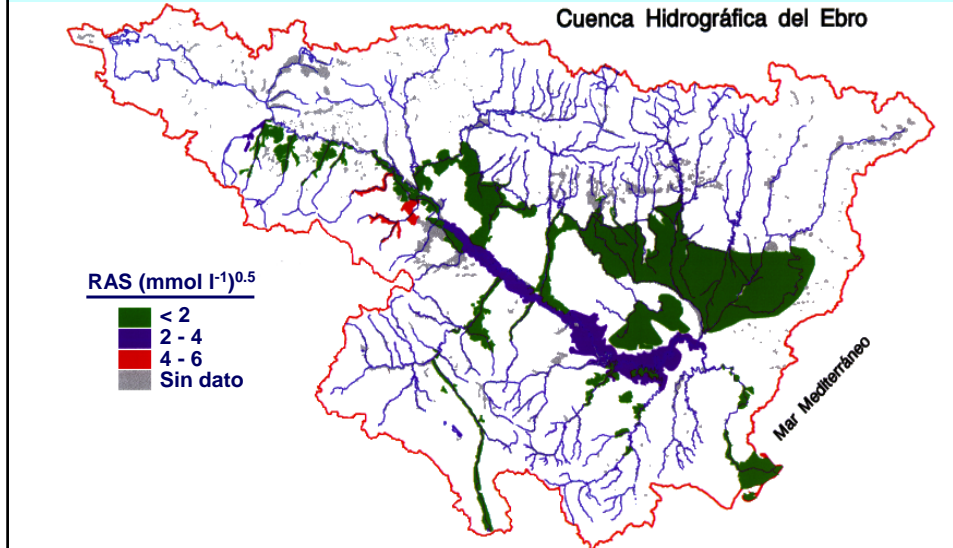 Cuenca Hidrográfica del Ebro
RAS (mmol l⁻¹)⁰·⁵
< 2
2 - 4
4 - 6
Sin dato
Mar Mediterráneo